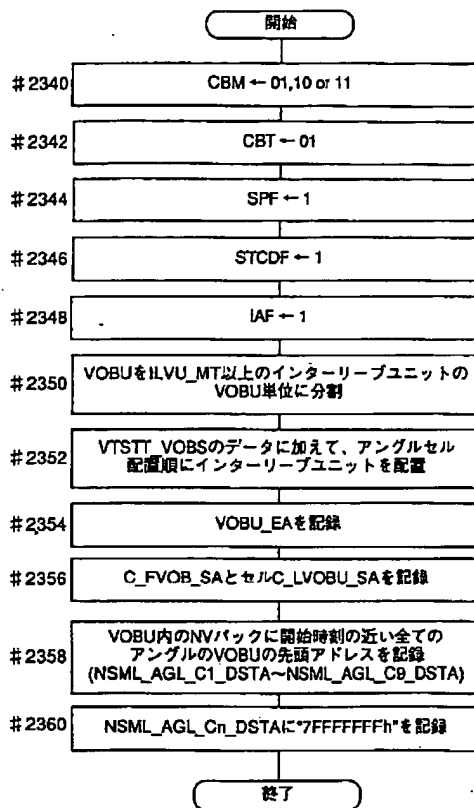 開始
#2340 CBM ← 01,10 or 11
#2342 CBT ← 01
#2344 SPF ← 1
#2346 STCDF ← 1
#2348 IAF ← 1
#2350 VOBUをILVU_MT以上のインターリーブユニットの
VOBU単位に分割
#2352 VTSTT_VOBSのデータに加えて、アングルセル
配置順にインターリーブユニットを配置
#2354 VOBU_EAを記録
#2356 C_FVOB_SAとセルC_LVOBU_SAを記録
#2358 VOBU内のNVパックに開始時刻の近い全ての
アングルのVOBUの先頭アドレスを記録
(NSML_AGL_C1_DSTA～NSML_AGL_C9_DSTA)
#2360 NSML_AGL_Cn_DSTAに"7FFFFFFFh"を記録
終了